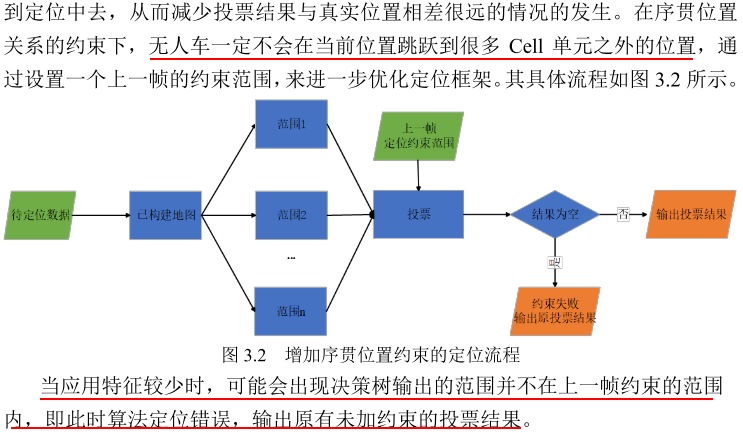 到定位中去，从而减少投票结果与真实位置相差很远的情况的发生。在序贯位置
关系的约束下，无人车一定不会在当前位置跳跃到很多 Cell 单元之外的位置，通
过设置一个上一帧的约束范围，来进一步优化定位框架。其具体流程如图 3.2 所示。
范围1
上一帧
定位约束范围
待定位数据
已构建地图
范围2
投票
结果为空
否
输出投票结果
...
是
范围n
约束失败
输出原投票结果
图 3.2 增加序贯位置约束的定位流程
当应用特征较少时，可能会出现决策树输出的范围并不在上一帧约束的范围
内，即此时算法定位错误，输出原有未加约束的投票结果。